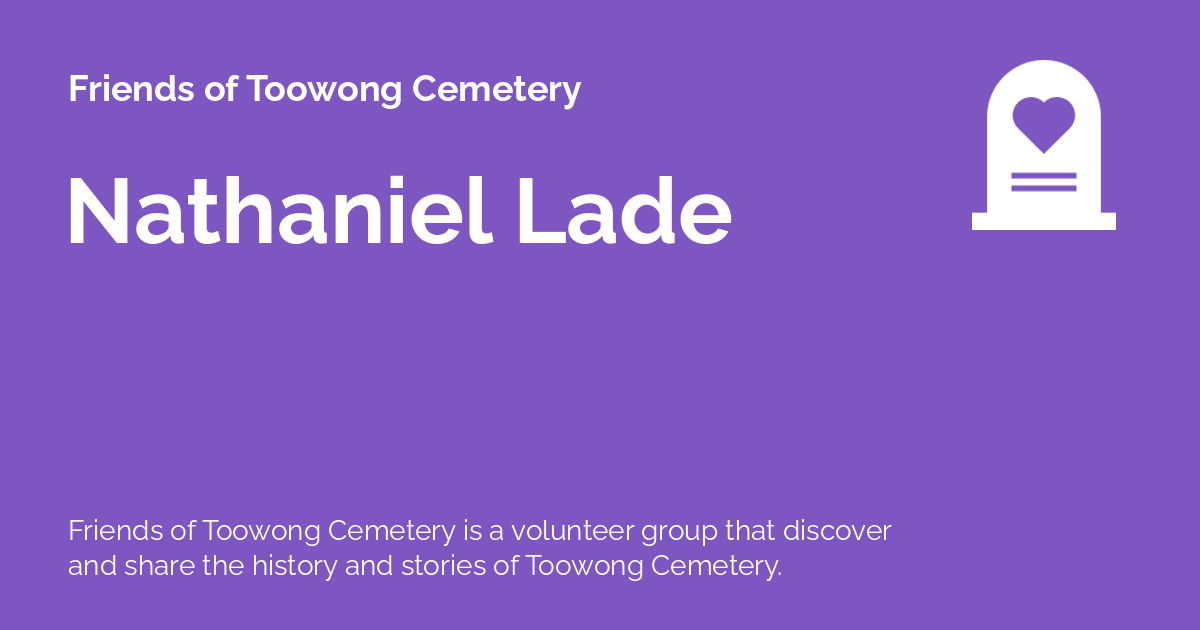 Friends of Toowong Cemetery
Nathaniel Lade
Friends of Toowong Cemetery is a volunteer group that discover
and share the history and stories of Toowong Cemetery.